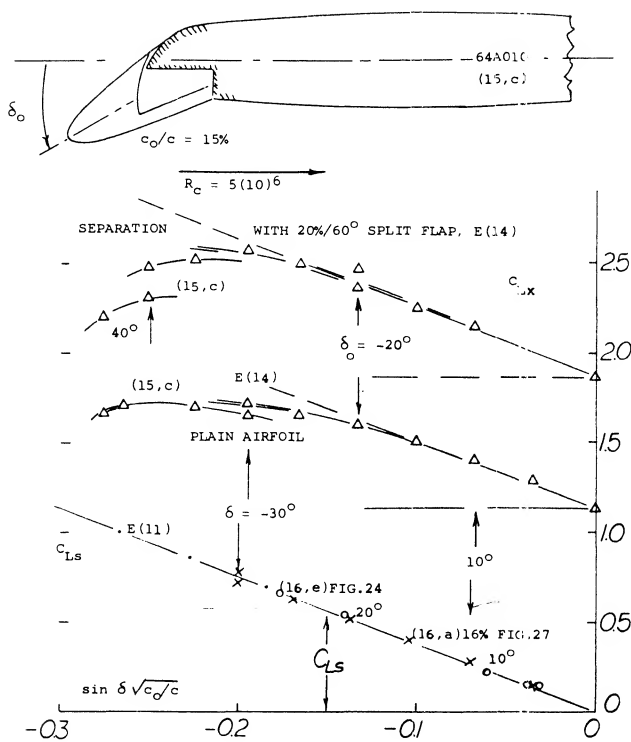 64A010
(15,c)
δo
co/c = 15%
Rc = 5(10)6
SEPARATION
WITH 20%/60° SPLIT FLAP, E(14)
2.5
CLx
(15,c)
40°
2.0
δo = -20°
(15,c)
E(14)
1.5
PLAIN AIRFOIL
δ = -30°
1.0
E(11)
CLs
10°
(16,e)FIG.24
20°
(16,a)16% FIG.27
0.5
CLs
10°
sin δ √co/c
0
-0.3
-0.2
-0.1
0